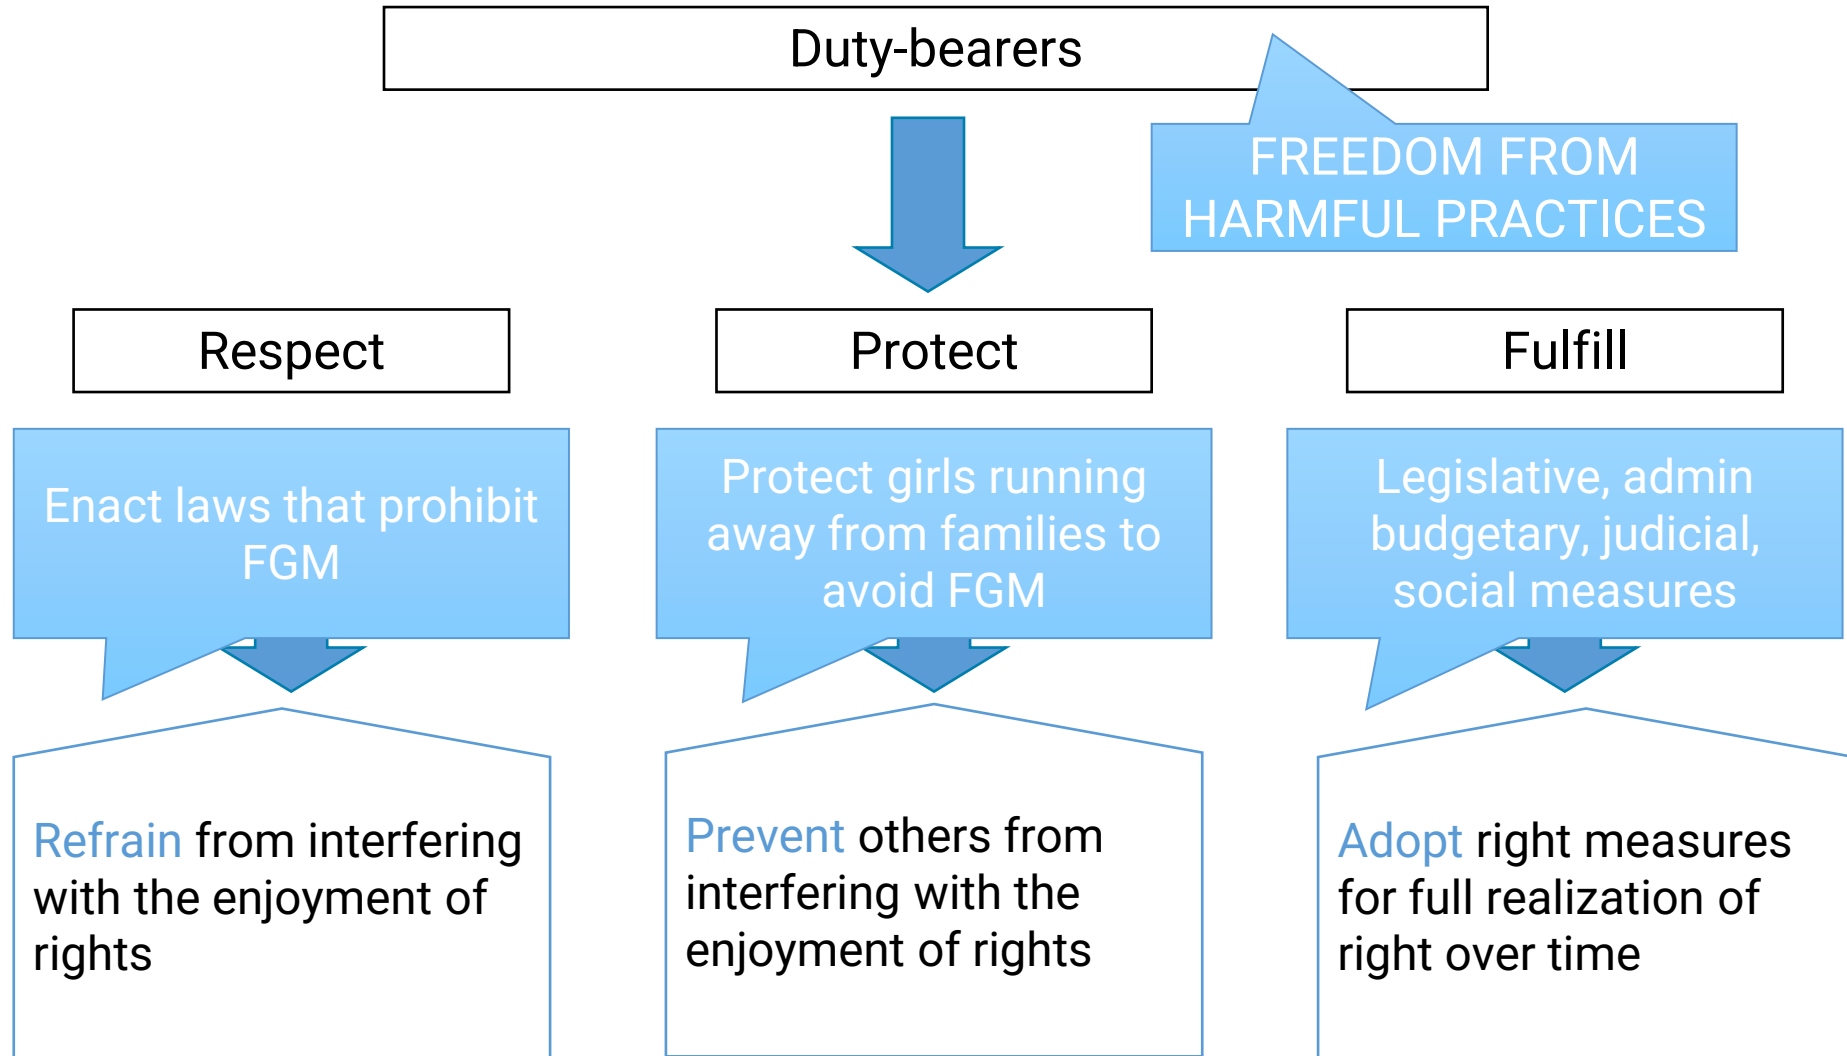 Duty-bearers
FREEDOM FROM
HARMFUL PRACTICES
Respect
Protect
Fulfill
Enact laws that prohibit
FGM
Protect girls running
away from families to
avoid FGM
Legislative, admin
budgetary, judicial,
social measures
Refrain from interfering
with the enjoyment of
rights
Prevent others from
interfering with the
enjoyment of rights
Adopt right measures
for full realization of
right over time